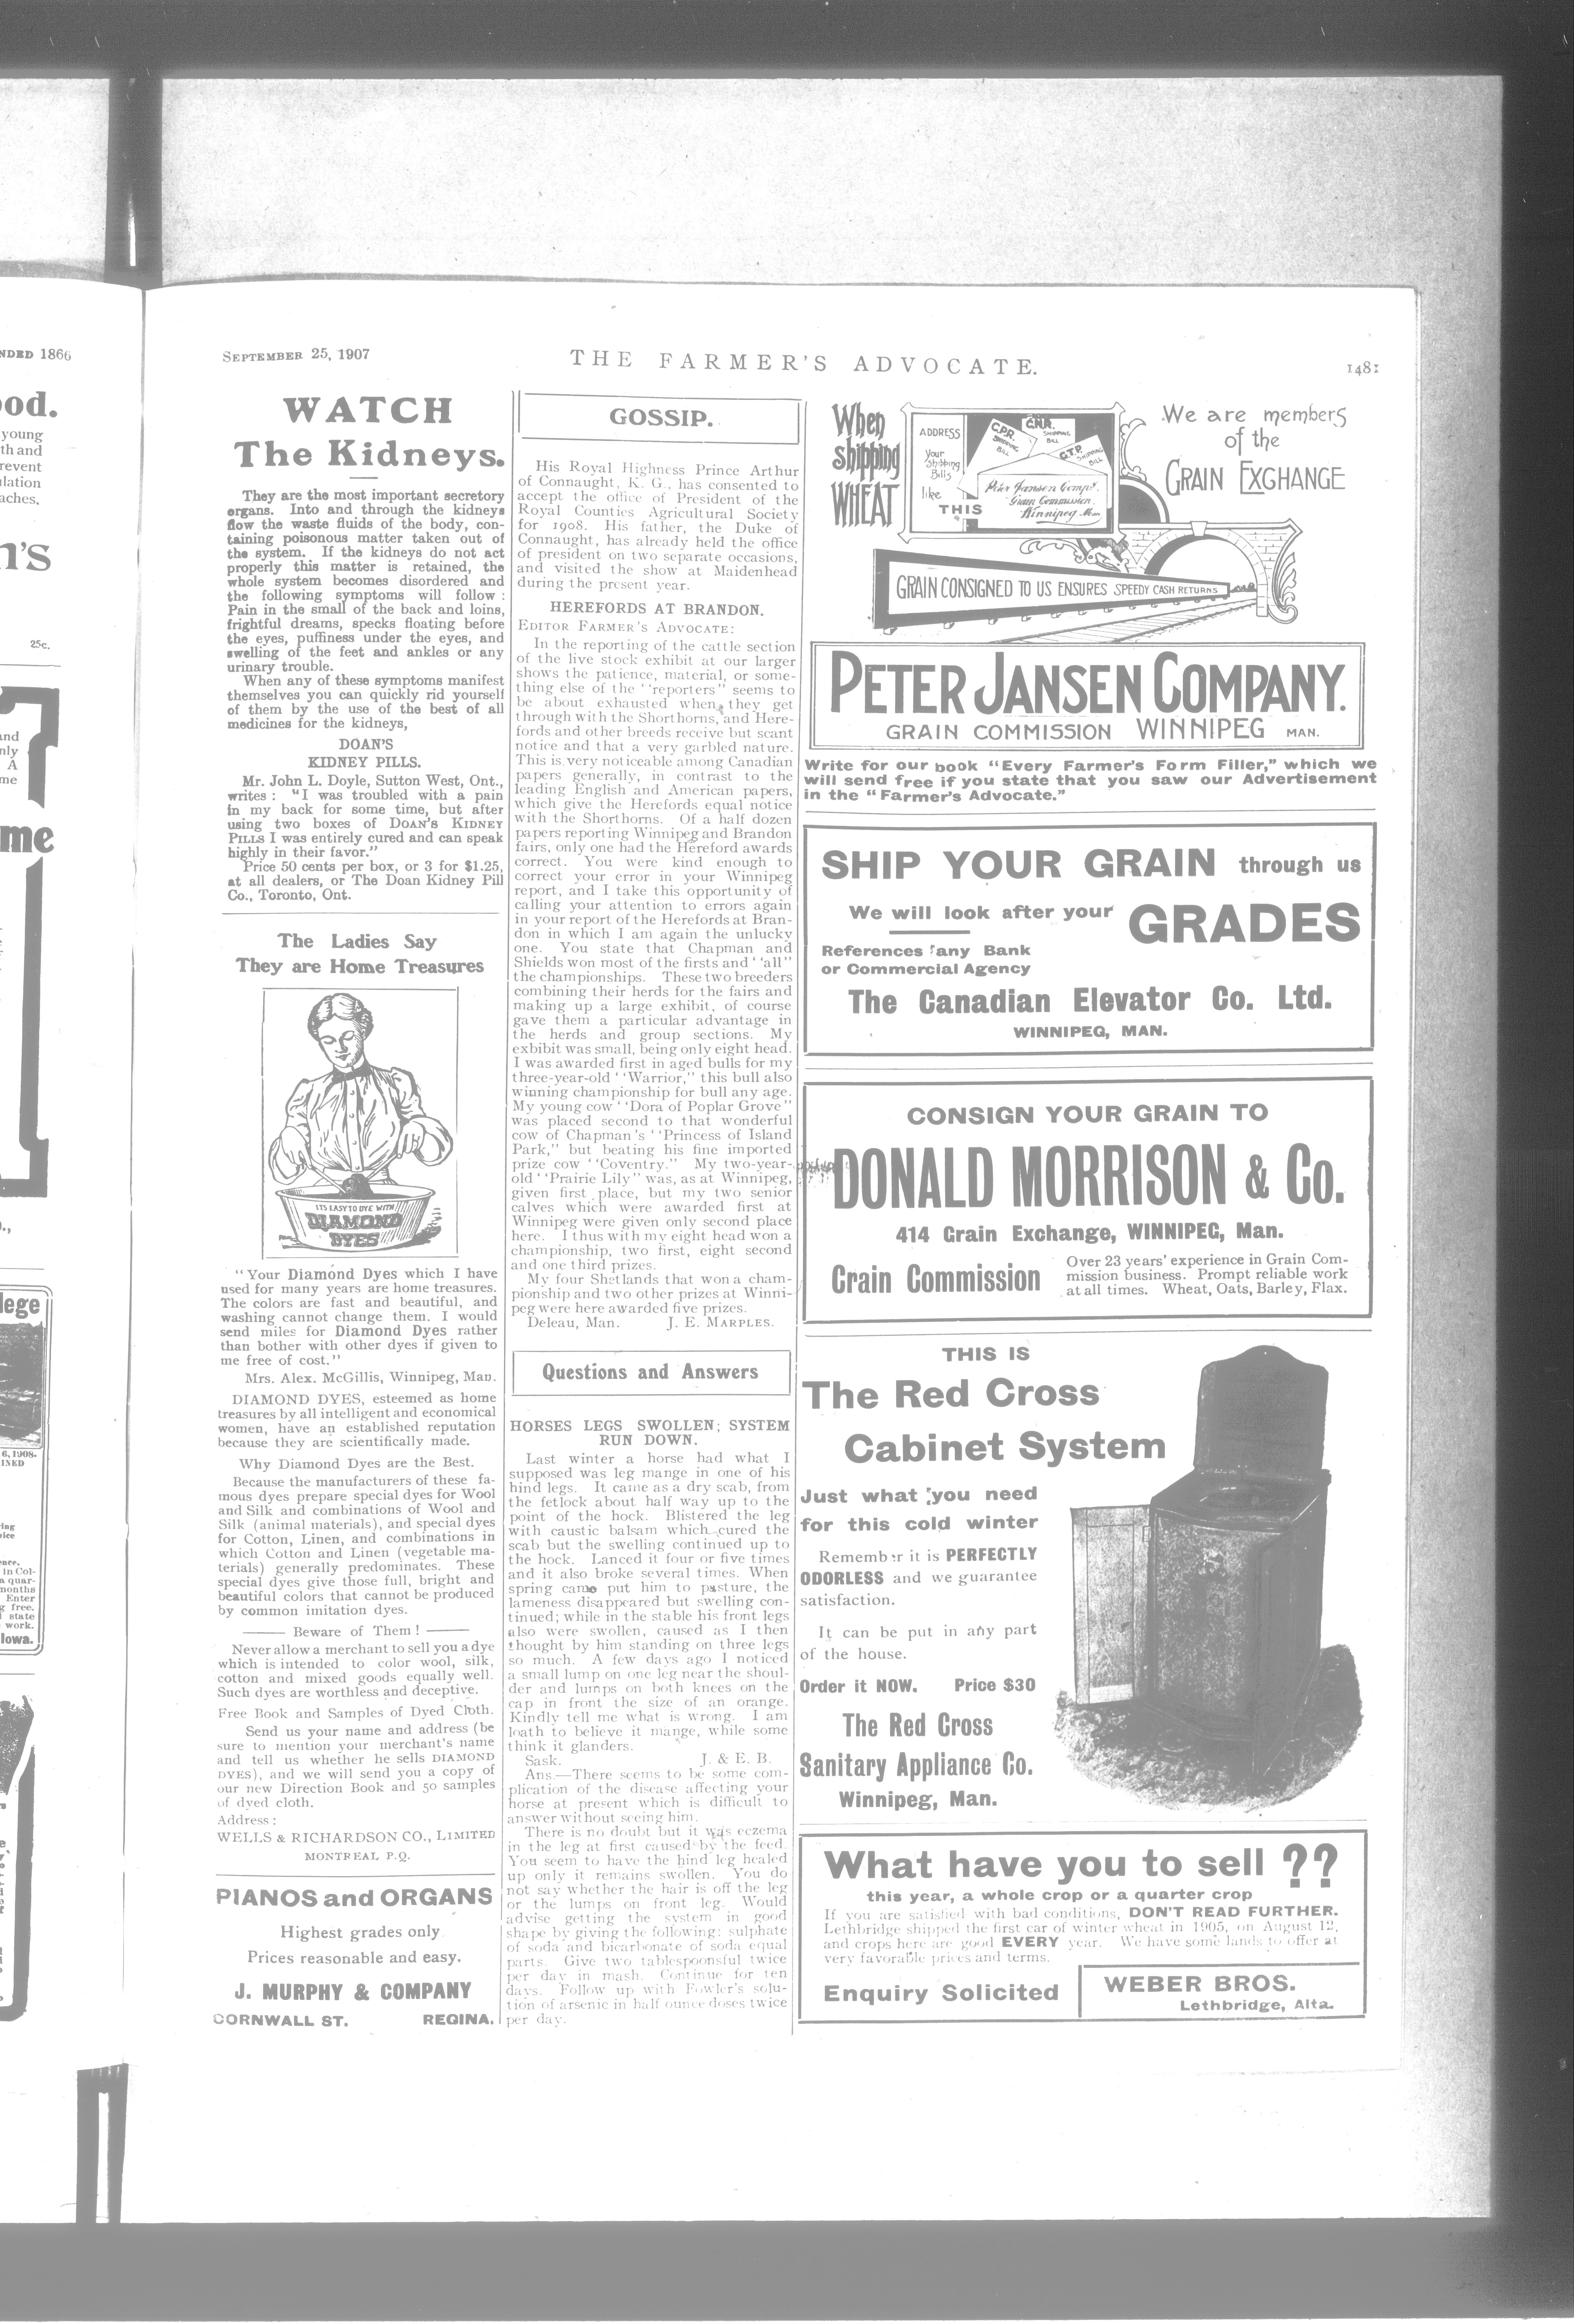 SEPTEMBER 25, 1907
THE FARMER'S ADVOCATE.
WATCH
The Kidneys.
They are the most important secretory
organs. Into and through the kidneys
flow the waste fluids of the body, con-
taining poisonous matter taken out of
the system. If the kidneys do not act
properly this matter is retained, the
whole system becomes disordered and
the following symptoms will follow :
Pain in the small of the back and loins,
frightful dreams, specks floating before
the eyes, puffiness under the eyes, and
swelling of the feet and ankles or any
urinary trouble.
When any of these symptoms manifest
themselves you can quickly rid yourself
of them by the use of the best of all
medicines for the kidneys,
DOAN'S
KIDNEY PILLS.
Mr. John L. Doyle, Sutton West, Ont.,
writes : "I was troubled with a pain
in my back for some time, but after
using two boxes of DOAN'S KIDNEY
PILLS I was entirely cured and can speak
highly in their favor."
Price 50 cents per box, or 3 for $1.25,
at all dealers, or The Doan Kidney Pill
Co., Toronto, Ont.
The Ladies Say
They are Home Treasures
ITS EASY TO DYE WITH
DIAMOND
DYES
"Your Diamond Dyes which I have
used for many years are home treasures.
The colors are fast and beautiful, and
washing cannot change them. I would
send miles for Diamond Dyes rather
than bother with other dyes if given to
me free of cost."
Mrs. Alex. McGillis, Winnipeg, Man.
DIAMOND DYES, esteemed as home
treasures by all intelligent and economical
women, have an established reputation
because they are scientifically made.
Why Diamond Dyes are the Best.
Because the manufacturers of these fa-
mous dyes prepare special dyes for Wool
and Silk and combinations of Wool and
Silk (animal materials), and special dyes
for Cotton, Linen, and combinations in
which Cotton and Linen (vegetable ma-
terials) generally predominates. These
special dyes give those full, bright and
beautiful colors that cannot be produced
by common imitation dyes.
Beware of Them !
Never allow a merchant to sell you a dye
which is intended to color wool, silk,
cotton and mixed goods equally well.
Such dyes are worthless and deceptive.
Free Book and Samples of Dyed Cloth.
Send us your name and address (be
sure to mention your merchant's name
and tell us whether he sells DIAMOND
DYES), and we will send you a copy of
our new Direction Book and 50 samples
of dyed cloth.
Address :
WELLS & RICHARDSON CO., LIMITED
MONTREAL P.Q.
PIANOS and ORGANS
Highest grades only
Prices reasonable and easy.
J. MURPHY & COMPANY
CORNWALL ST. REGINA.
GOSSIP.
His Royal Highness Prince Arthur
of Connaught, K. G., has consented to
accept the office of President of the
Royal Counties Agricultural Society
for 1908. His father, the Duke of
Connaught, has already held the office
of president on two separate occasions,
and visited the show at Maidenhead
during the present year.
HEREFORDS AT BRANDON.
EDITOR FARMER'S ADVOCATE:
In the reporting of the cattle section
of the live stock exhibit at our larger
shows the patience, material, or some-
thing else of the "reporters" seems to
be about exhausted when they get
through with the Shorthorns, and Here-
fords and other breeds receive but scant
notice and that a very garbled nature.
This is very noticeable among Canadian
papers generally, in contrast to the
leading English and American papers,
which give the Herefords equal notice
with the Shorthorns. Of a half dozen
papers reporting Winnipeg and Brandon
fairs, only one had the Hereford awards
correct. You were kind enough to
correct your error in your Winnipeg
report, and I take this opportunity of
calling your attention to errors again
in your report of the Herefords at Bran-
don in which I am again the unlucky
one. You state that Chapman and
Shields won most of the firsts and "all"
the championships. These two breeders
combining their herds for the fairs and
making up a large exhibit, of course
gave them a particular advantage in
the herds and group sections. My
exhibit was small, being only eight head.
I was awarded first in aged bulls for my
three-year-old "Warrior," this bull also
winning championship for bull any age.
My young cow "Dora of Poplar Grove"
was placed second to that wonderful
cow of Chapman's "Princess of Island
Park," but beating his fine imported
prize cow "Coventry." My two-year-
old "Prairie Lily" was, as at Winnipeg,
given first place, but my two senior
calves which were awarded first at
Winnipeg were given only second place
here. I thus with my eight head won a
championship, two first, eight second
and one third prizes.
My four Shetlands that won a cham-
pionship and two other prizes at Winni-
peg were here awarded five prizes.
Deleau, Man. J. E. MARPLES.
Questions and Answers
HORSES LEGS SWOLLEN; SYSTEM
RUN DOWN.
Last winter a horse had what I
supposed was leg mange in one of his
hind legs. It came as a dry scab, from
the fetlock about half way up to the
point of the hock. Blistered the leg
with caustic balsam which cured the
scab but the swelling continued up to
the hock. Lanced it four or five times
and it also broke several times. When
spring came put him to pasture, the
lameness disappeared but swelling con-
tinued; while in the stable his front legs
also were swollen, caused as I then
thought by him standing on three legs
so much. A few days ago I noticed
a small lump on one leg near the shoul-
der and lumps on both knees on the
cap in front the size of an orange.
Kindly tell me what is wrong. I am
loath to believe it mange, while some
think it glanders.
Sask. J. & E. B.
Ans.—There seems to be some com-
plication of the disease affecting your
horse at present which is difficult to
answer without seeing him.
There is no doubt but it was eczema
in the leg at first caused by the feed.
You seem to have the hind leg healed
up only it remains swollen. You do
not say whether the hair is off the leg
or the lumps on front leg. Would
advise getting the system in good
shape by giving the following: sulphate
of soda and bicarbonate of soda equal
parts. Give two tablespoonsful twice
per day in mash. Continue for ten
days. Follow up with Fowler's solu-
tion of arsenic in half ounce doses twice
per day.
When
shipping
WHEAT
ADDRESS
your
Shipping
Bills
like
THIS
C.P.R.
SHIPPING
BILL
C.N.R.
SHIPPING
BILL
G.T.P.
SHIPPING
BILL
Peter Jansen Compy.
Grain Commission.
Winnipeg Man
We are members
of the
GRAIN EXCHANGE
GRAIN CONSIGNED TO US ENSURES SPEEDY CASH RETURNS
PETER JANSEN COMPANY.
GRAIN COMMISSION WINNIPEG MAN.
Write for our book "Every Farmer's Form Filler," which we
will send free if you state that you saw our Advertisement
in the "Farmer's Advocate."
SHIP YOUR GRAIN through us
We will look after your GRADES
References any Bank
or Commercial Agency
The Canadian Elevator Co. Ltd.
WINNIPEG, MAN.
CONSIGN YOUR GRAIN TO
DONALD MORRISON & Co.
414 Grain Exchange, WINNIPEG, Man.
Grain Commission
Over 23 years' experience in Grain Com-
mission business. Prompt reliable work
at all times. Wheat, Oats, Barley, Flax.
THIS IS
The Red Cross
Cabinet System
Just what you need
for this cold winter
Remember it is PERFECTLY
ODORLESS and we guarantee
satisfaction.
It can be put in any part
of the house.
Order it NOW. Price $30
The Red Cross
Sanitary Appliance Co.
Winnipeg, Man.
What have you to sell ??
this year, a whole crop or a quarter crop
If you are satisfied with bad conditions, DON'T READ FURTHER.
Lethbridge shipped the first car of winter wheat in 1905, on August 12,
and crops here are good EVERY year. We have some lands to offer at
very favorable prices and terms.
Enquiry Solicited
WEBER BROS.
Lethbridge, Alta.